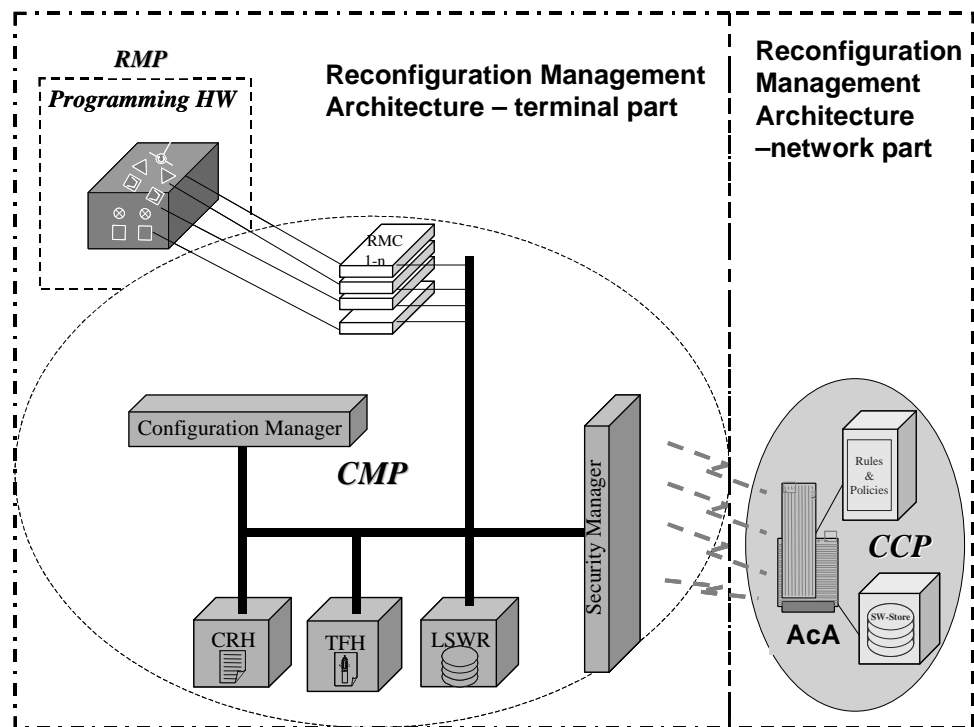 RMP
Programming HW
Reconfiguration Management
Architecture – terminal part
Reconfiguration
Management
Architecture
–network part
RMC
1-n
Configuration Manager
CMP
Security Manager
CRH
TFH
LSWR
Rules
&
Policies
CCP
SW-Store
AcA